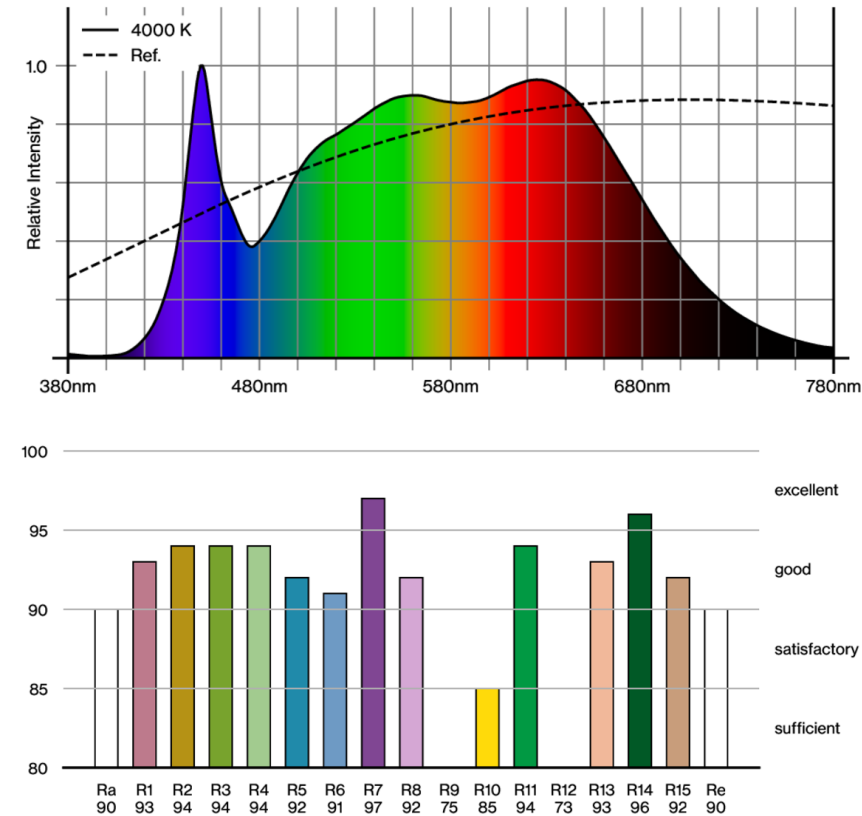 4000 K
Ref.
1.0
Relative Intensity
380nm 480nm 580nm 680nm 780nm
100
excellent
95
good
90
satisfactory
85
sufficient
80
Ra R1 R2 R3 R4 R5 R6 R7 R8 R9 R10 R11 R12 R13 R14 R15 Re
90 93 94 94 94 92 91 97 92 75 85 94 73 93 96 92 90